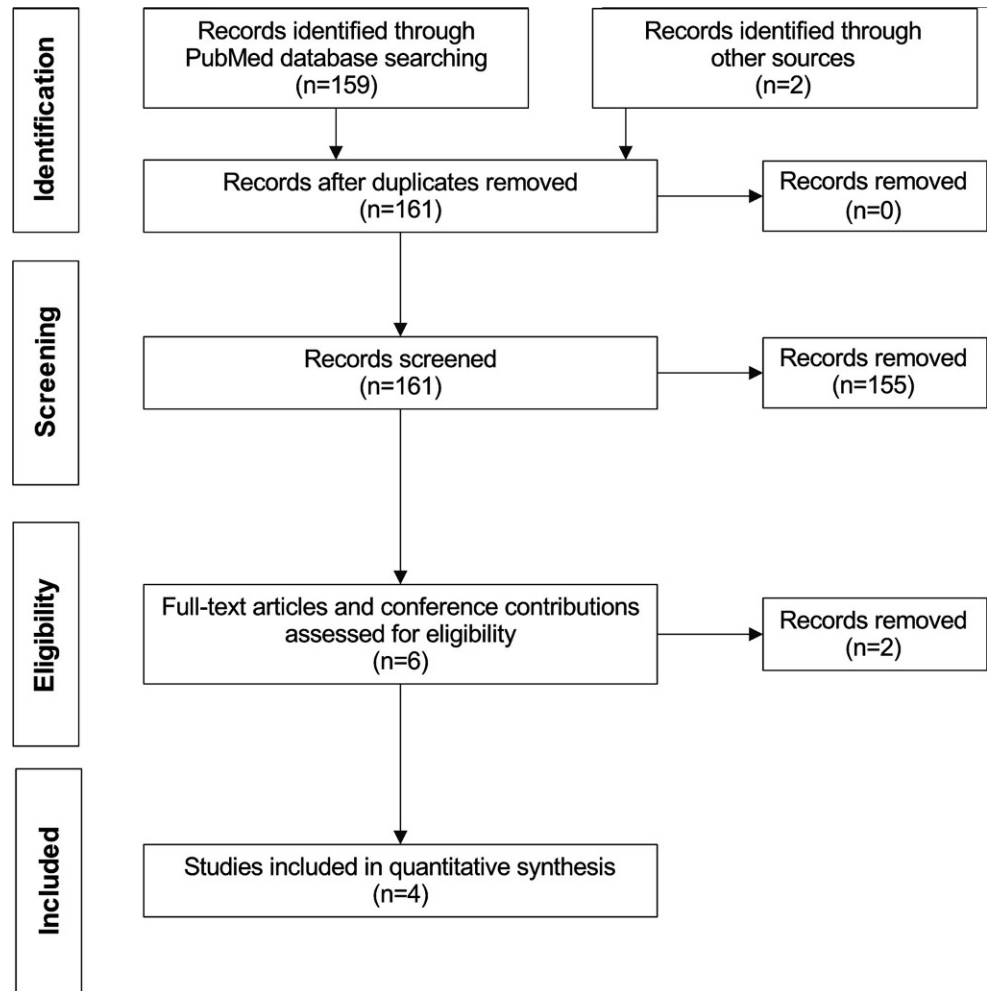 Identification
Records identified through
PubMed database searching
(n=159)
Records identified through
other sources
(n=2)
Records after duplicates removed
(n=161)
Records removed
(n=0)
Screening
Records screened
(n=161)
Records removed
(n=155)
Eligibility
Full-text articles and conference contributions
assessed for eligibility
(n=6)
Records removed
(n=2)
Included
Studies included in quantitative synthesis
(n=4)